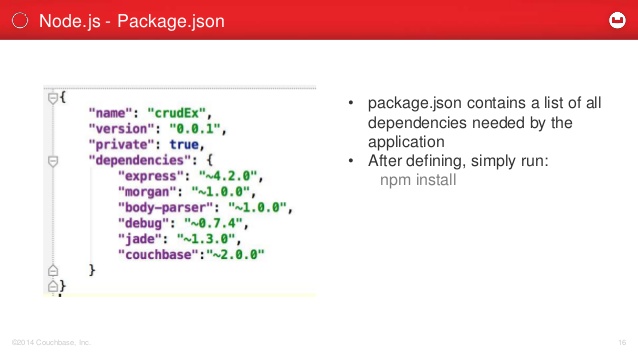 Node.js - Package.json
{
"name": "crudEx",
"version": "0.0.1",
"private": true,
"dependencies": {
"express": "~4.2.0",
"morgan": "~1.0.0",
"body-parser": "~1.0.0",
"debug": "~0.7.4",
"jade": "~1.3.0",
"couchbase":"~2.0.0"
}
}
• package.json contains a list of all
dependencies needed by the
application
• After defining, simply run:
npm install
©2014 Couchbase, Inc.
16